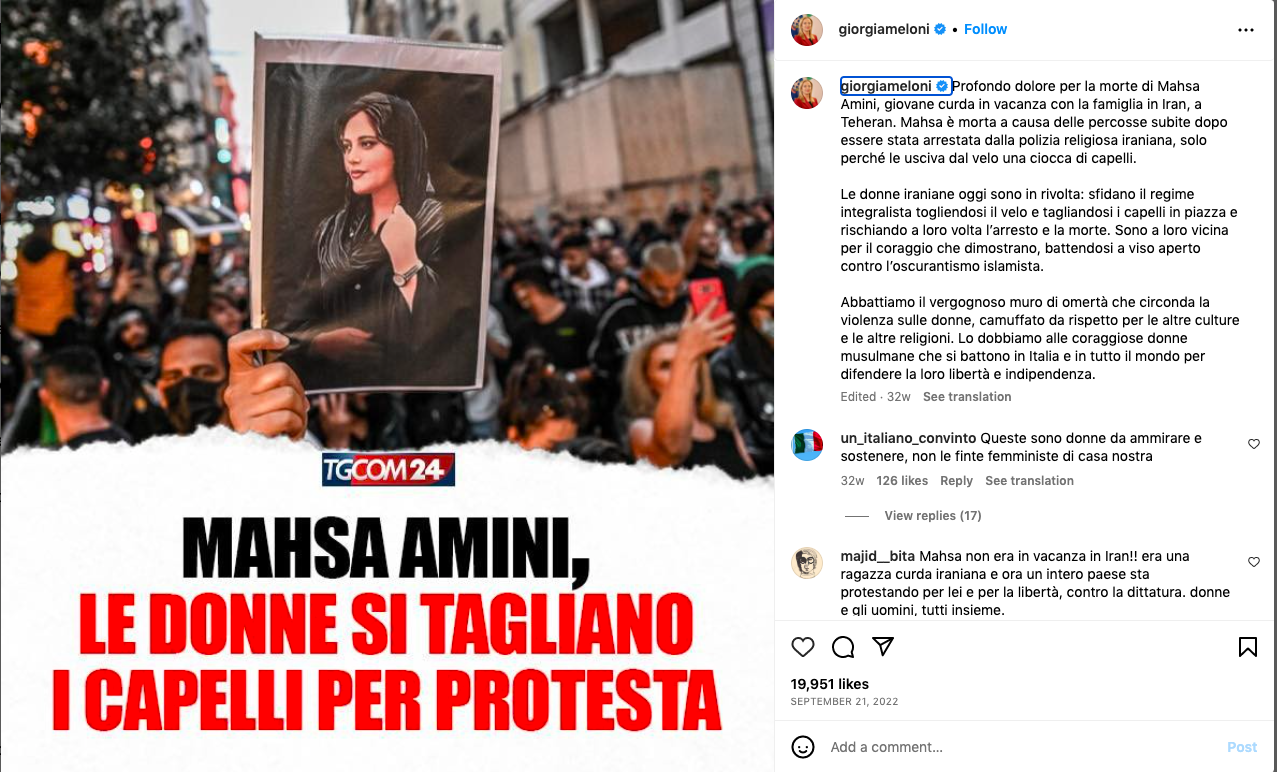 TGCOM24
MAHSA AMINI,
LE DONNE SI TAGLIANO
I CAPELLI PER PROTESTA
giorgiameloni • Follow
giorgiameloni Profondo dolore per la morte di Mahsa
Amini, giovane curda in vacanza con la famiglia in Iran, a
Teheran. Mahsa è morta a causa delle percosse subite dopo
essere stata arrestata dalla polizia religiosa iraniana, solo
perché le usciva dal velo una ciocca di capelli.
Le donne iraniane oggi sono in rivolta: sfidano il regime
integralista togliendosi il velo e tagliandosi i capelli in piazza e
rischiando a loro volta l’arresto e la morte. Sono a loro vicina
per il coraggio che dimostrano, battendosi a viso aperto
contro l’oscurantismo islamista.
Abbattiamo il vergognoso muro di omertà che circonda la
violenza sulle donne, camuffato da rispetto per le altre culture
e le altre religioni. Lo dobbiamo alle coraggiose donne
musulmane che si battono in Italia e in tutto il mondo per
difendere la loro libertà e indipendenza.
Edited · 32w See translation
un_italiano_convinto Queste sono donne da ammirare e
sostenere, non le finte femministe di casa nostra
32w 126 likes Reply See translation
View replies (17)
majid__bita Mahsa non era in vacanza in Iran!! era una
ragazza curda iraniana e ora un intero paese sta
protestando per lei e per la libertà, contro la dittatura. donne
e gli uomini, tutti insieme.
19,951 likes
SEPTEMBER 21, 2022
Add a comment...
Post